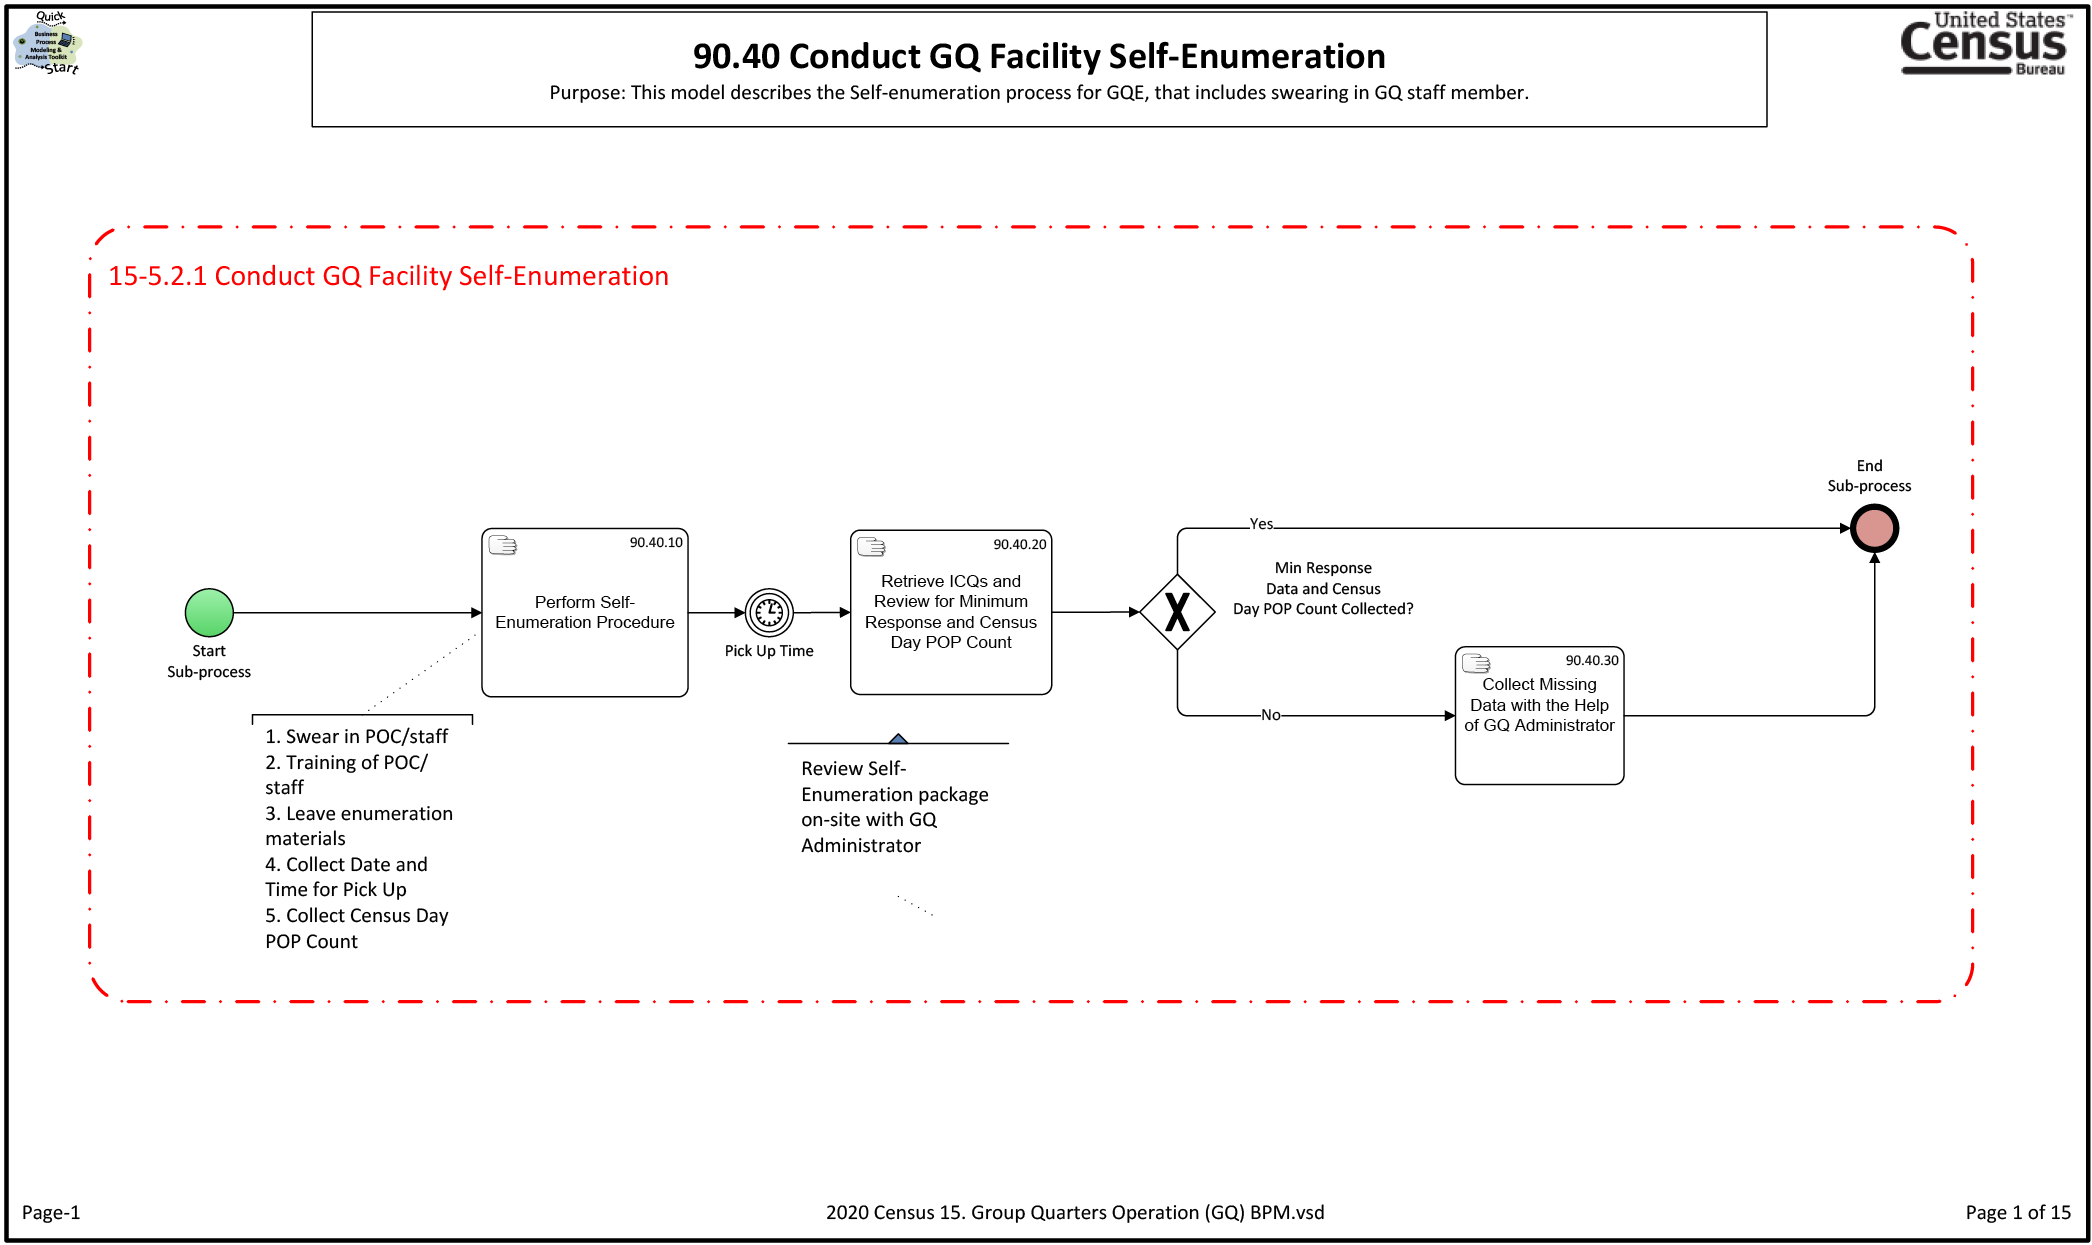 Quick
Business
Process
Modeling &
Analysis Toolkit
Start
90.40 Conduct GQ Facility Self-Enumeration
Purpose: This model describes the Self-enumeration process for GQE, that includes swearing in GQ staff member.
United States™
Census
Bureau
15-5.2.1 Conduct GQ Facility Self-Enumeration
Start
Sub-process
90.40.10
Perform Self-
Enumeration Procedure
1. Swear in POC/staff
2. Training of POC/
staff
3. Leave enumeration
materials
4. Collect Date and
Time for Pick Up
5. Collect Census Day
POP Count
Pick Up Time
90.40.20
Retrieve ICQs and
Review for Minimum
Response and Census
Day POP Count
Review Self-
Enumeration package
on-site with GQ
Administrator
X
Yes
Min Response
Data and Census
Day POP Count Collected?
No
90.40.30
Collect Missing
Data with the Help
of GQ Administrator
End
Sub-process
Page-1
2020 Census 15. Group Quarters Operation (GQ) BPM.vsd
Page 1 of 15